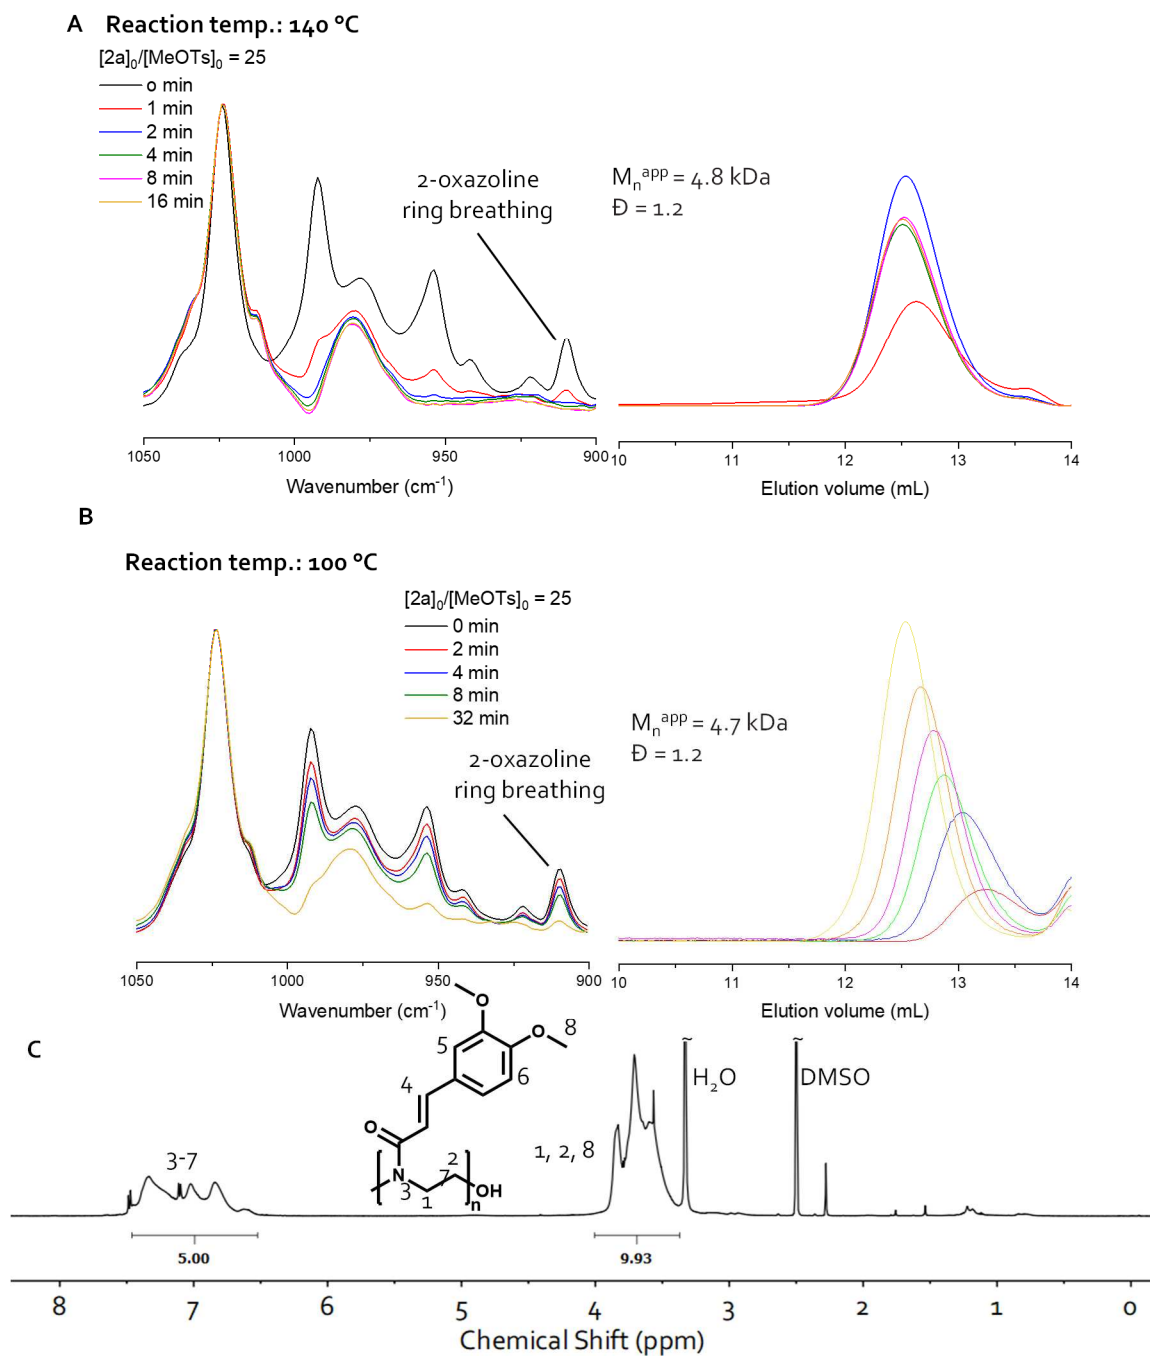 A Reaction temp.: 140 °C
[2a]₀/[MeOTs]₀ = 25
0 min
1 min
2 min
4 min
8 min
16 min
2-oxazoline
ring breathing
Mₙᵃᵖᵖ = 4.8 kDa
Đ = 1.2
1050 1000 950 900
Wavenumber (cm⁻¹)
10 11 12 13 14
Elution volume (mL)
B
Reaction temp.: 100 °C
[2a]₀/[MeOTs]₀ = 25
0 min
2 min
4 min
8 min
32 min
2-oxazoline
ring breathing
Mₙᵃᵖᵖ = 4.7 kDa
Đ = 1.2
1050 1000 950 900
Wavenumber (cm⁻¹)
10 11 12 13 14
Elution volume (mL)
C
O
O 8
5
6
4
O
N 3 1 7 2 OH
n
3-7
1, 2, 8
~ ~
H₂O DMSO
5.00 9.93
8 7 6 5 4 3 2 1 0
Chemical Shift (ppm)